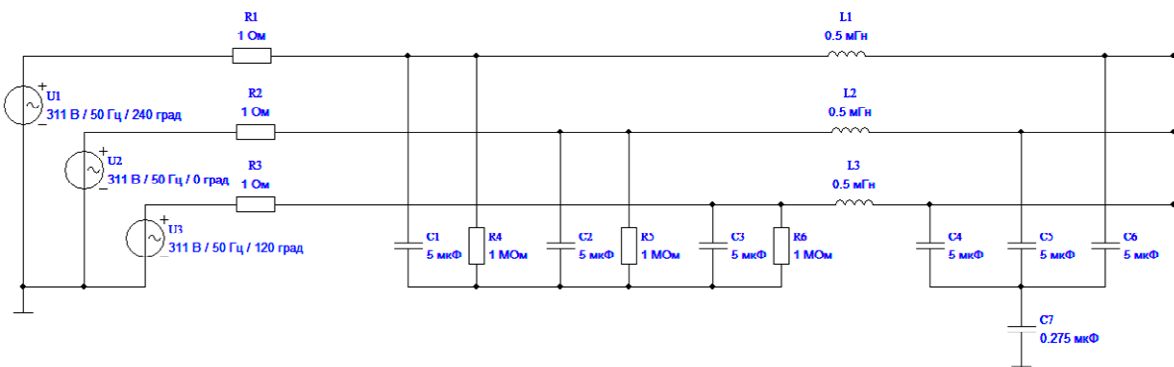 R1
1 Ом
L1
0.5 мГн
U1
311 В / 50 Гц / 240 град
R2
1 Ом
L2
0.5 мГн
U2
311 В / 50 Гц / 0 град
R3
1 Ом
L3
0.5 мГн
U3
311 В / 50 Гц / 120 град
C1
5 мкФ
R4
1 МОм
C2
5 мкФ
R5
1 МОм
C3
5 мкФ
R6
1 МОм
C4
5 мкФ
C5
5 мкФ
C6
5 мкФ
C7
0.275 мкФ